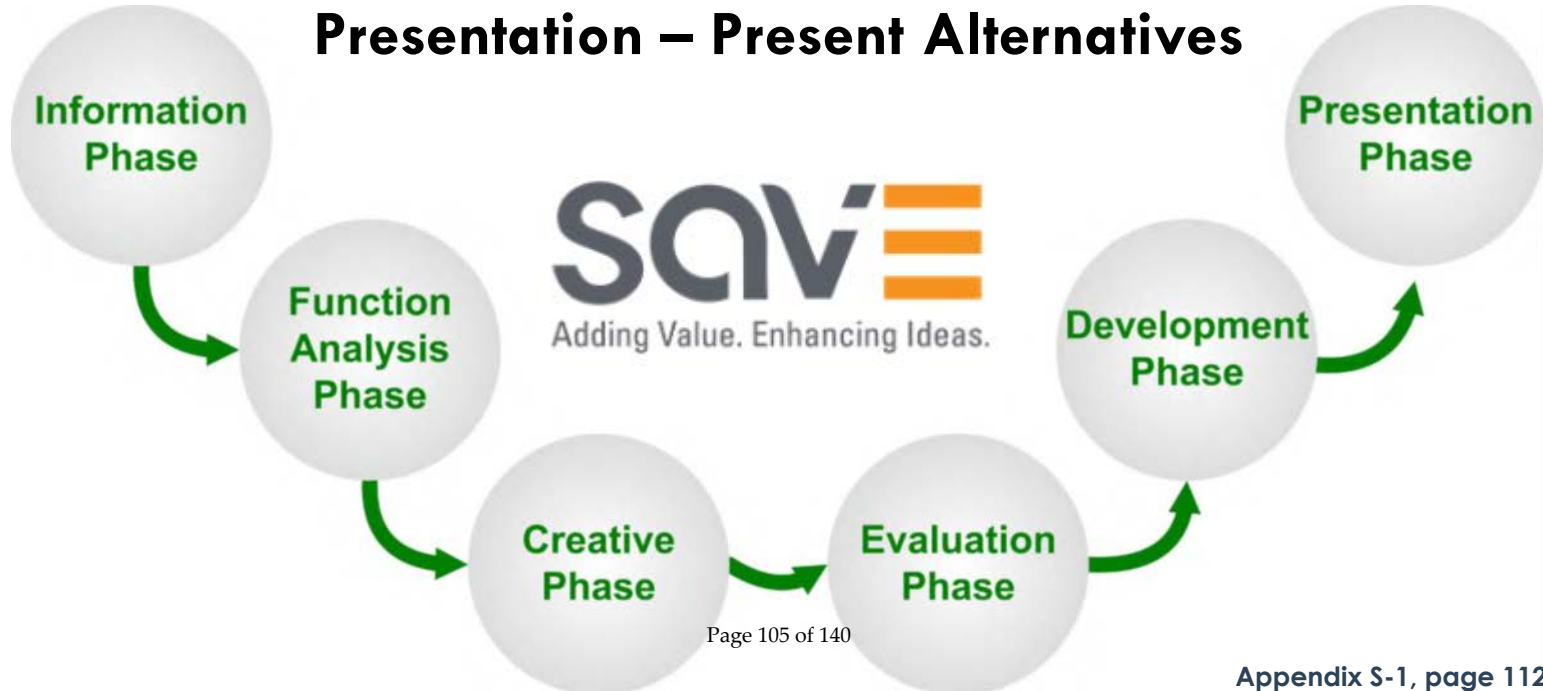 Presentation – Present Alternatives
Information
Phase
Function
Analysis
Phase
Creative
Phase
Evaluation
Phase
Development
Phase
Presentation
Phase
save
Adding Value. Enhancing Ideas.
Page 105 of 140
Appendix S-1, page 112